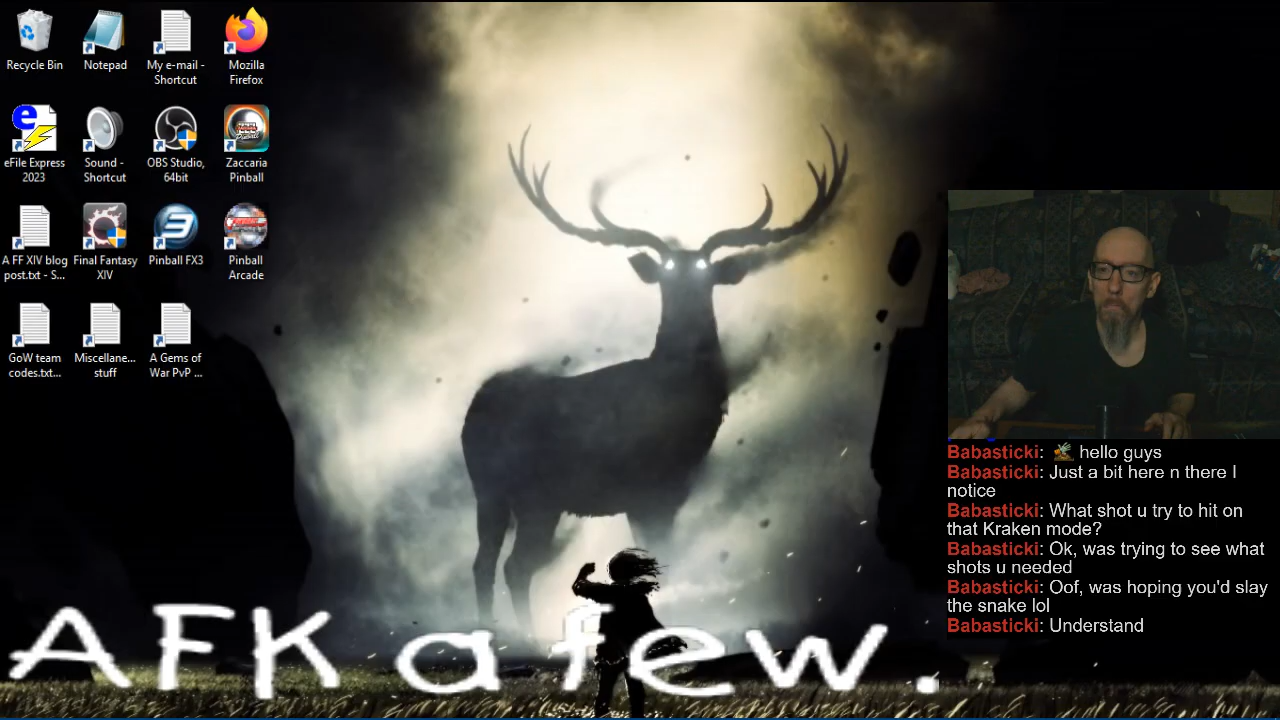 Recycle Bin
Notepad
My e-mail -
Shortcut
Mozilla
Firefox
eFile Express
2023
Sound -
Shortcut
OBS Studio,
64bit
Zaccaria
Pinball
A FF XIV blog
post.txt - S...
Final Fantasy
XIV
Pinball FX3
Pinball
Arcade
GoW team
codes.txt...
Miscellane...
stuff
A Gems of
War PvP ...
Babasticki: hello guys
Babasticki: Just a bit here n there I
notice
Babasticki: What shot u try to hit on
that Kraken mode?
Babasticki: Ok, was trying to see what
shots u needed
Babasticki: Oof, was hoping you'd slay
the snake lol
Babasticki: Understand
AFK a few.